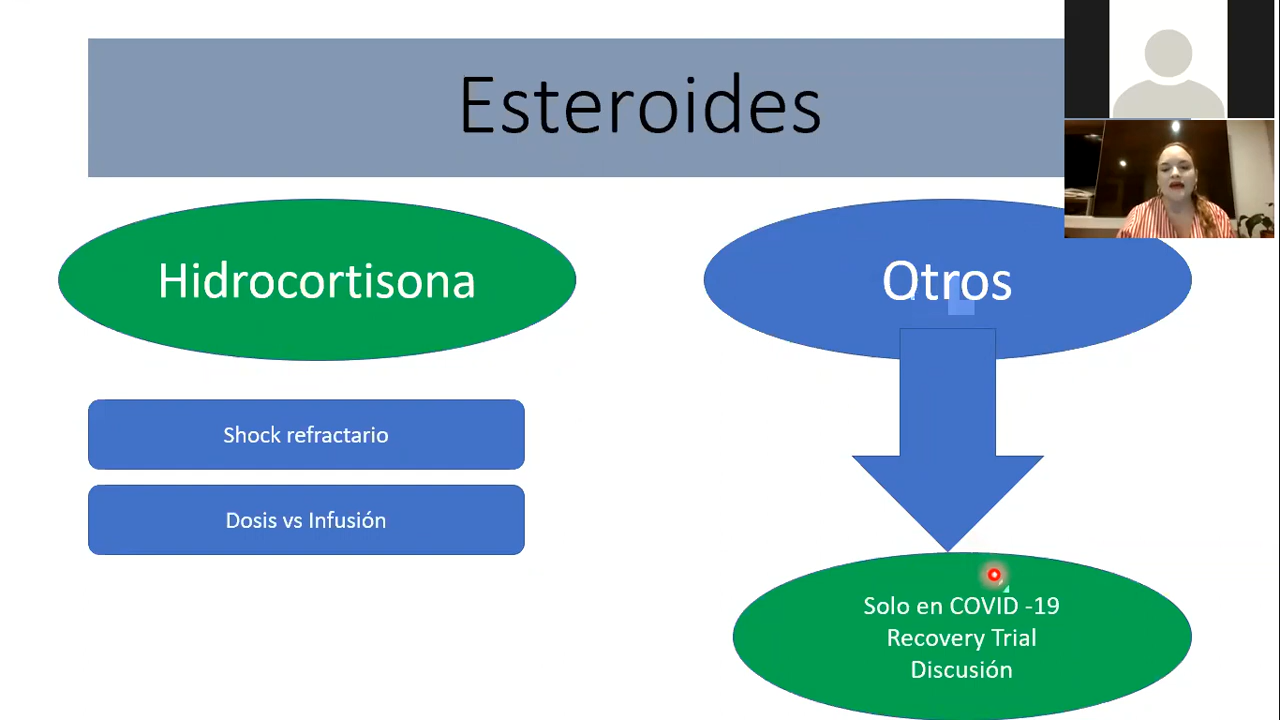 Esteroides
Hidrocortisona
Shock refractario
Dosis vs Infusión
Otros
Solo en COVID -19
Recovery Trial
Discusión